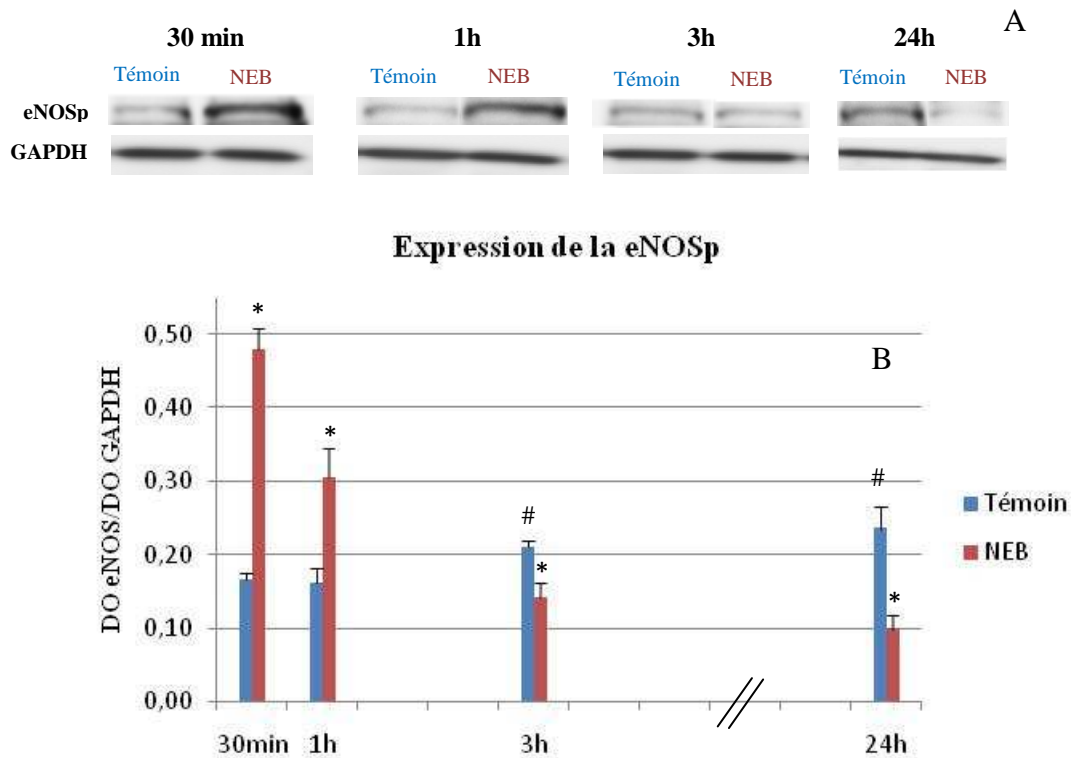 A
30 min 1h 3h 24h
Témoin NEB Témoin NEB Témoin NEB Témoin NEB
eNOSp
GAPDH
Expression de la eNOSp
B
DO eNOS/DO GAPDH
0,50
0,40
0,30
0,20
0,10
0,00
* * # * # *
30min 1h 3h 24h
Témoin
NEB